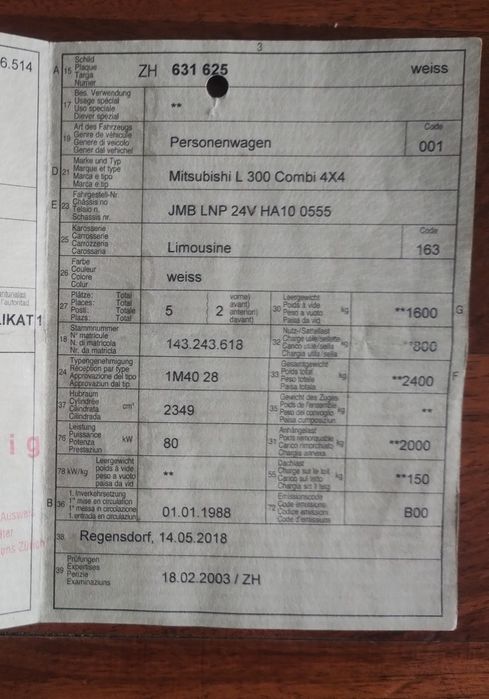 3
6.514
A 15 Schild Plaque Targa Numer ZH 631 625 weiss
17 Bes. Verwendung Usage spécial Uso speciale Diever spezial **
19 Art des Fahrzeugs Genre de véhicule Genere di veicolo Gener dal vehichel Personenwagen Code 001
D 21 Marke und Typ Marque et type Marca e tipo Marca e tip Mitsubishi L 300 Combi 4X4
E 23 Fahrgestell-Nr. Châssis no Telaio n. Schassis nr. JMB LNP 24V HA10 0555
25 Karosserie Carrosserie Carrozzeria Carossaria Limousine Code 163
26 Farbe Couleur Colore Colur weiss
27 Plätze: Total Places: Total Posti: Totale Plazs: Total 5 2 vorne) avant) anteriori) davant) 30 Leergewicht Poids à vide Peso a vuoto Paisa da vid kg **1600 G
LIKAT 1
18 Stammnummer N° de matricule N. di matricola Nr. da matricla 143.243.618 32 Nutz-/Sattellast Charge utile/sellette Carico utile/sella Chargia utila/sella kg **800
24 Typengenehmigung Réception par type Approvazione del tipo Approvaziun dal tip 1M40 28 33 Gesamtgewicht Poids total Peso totale Paisa totala kg **2400 F
37 Hubraum Cylindrée Cilindrata Cilindrada cm³ 2349 35 Gewicht des Zuges Poids de l'ensemble Peso del convoglio Paisa cumposiziun kg **
76 Leistung Puissance Potenza Prestaziun kW 80 31 Anhängelast Poids remorquable Carico rimorchiato Chargia annexa kg **2000
i g
78 kW/kg Leergewicht poids à vide peso a vuoto paisa da vid ** 55 Dachlast Charge sur le toit Carico sul tetto Chargia sin il tetg kg **150
B 36 1. Inverkehrsetzung 1re mise en circulation 1a messa in circolazione 1. entrada en circulaziun 01.01.1988 72 Emissionscode Code émissions Codice emissioni Code d'emissiuns B00
Ausweis
38 Regensdorf, 14.05.2018
ons Zürich
39 Prüfungen Expertises Perizie Examinaziuns 18.02.2003 / ZH